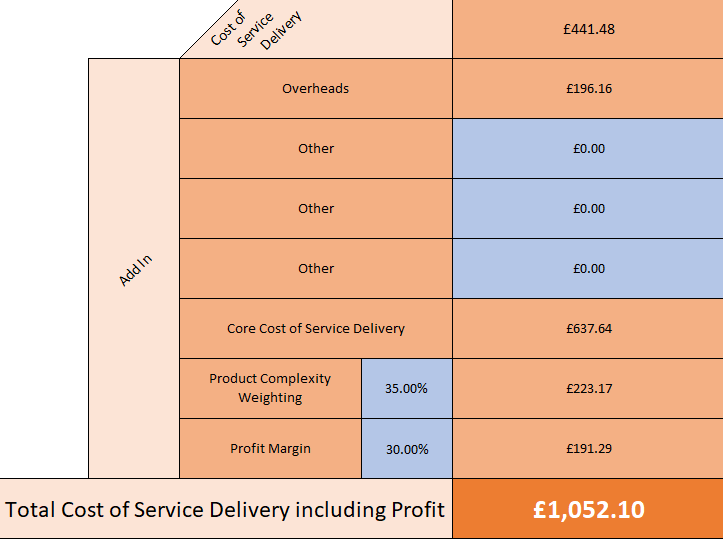 Cost of
Service
Delivery
£441.48
Overheads
£196.16
Other
£0.00
Other
£0.00
Other
£0.00
Add In
Core Cost of Service Delivery
£637.64
Product Complexity
Weighting
35.00%
£223.17
Profit Margin
30.00%
£191.29
Total Cost of Service Delivery including Profit
£1,052.10